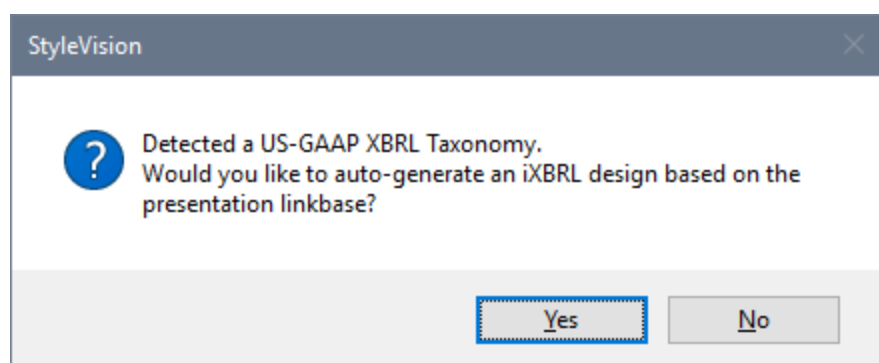 StyleVision
?
Detected a US-GAAP XBRL Taxonomy.
Would you like to auto-generate an iXBRL design based on the
presentation linkbase?
Yes
No